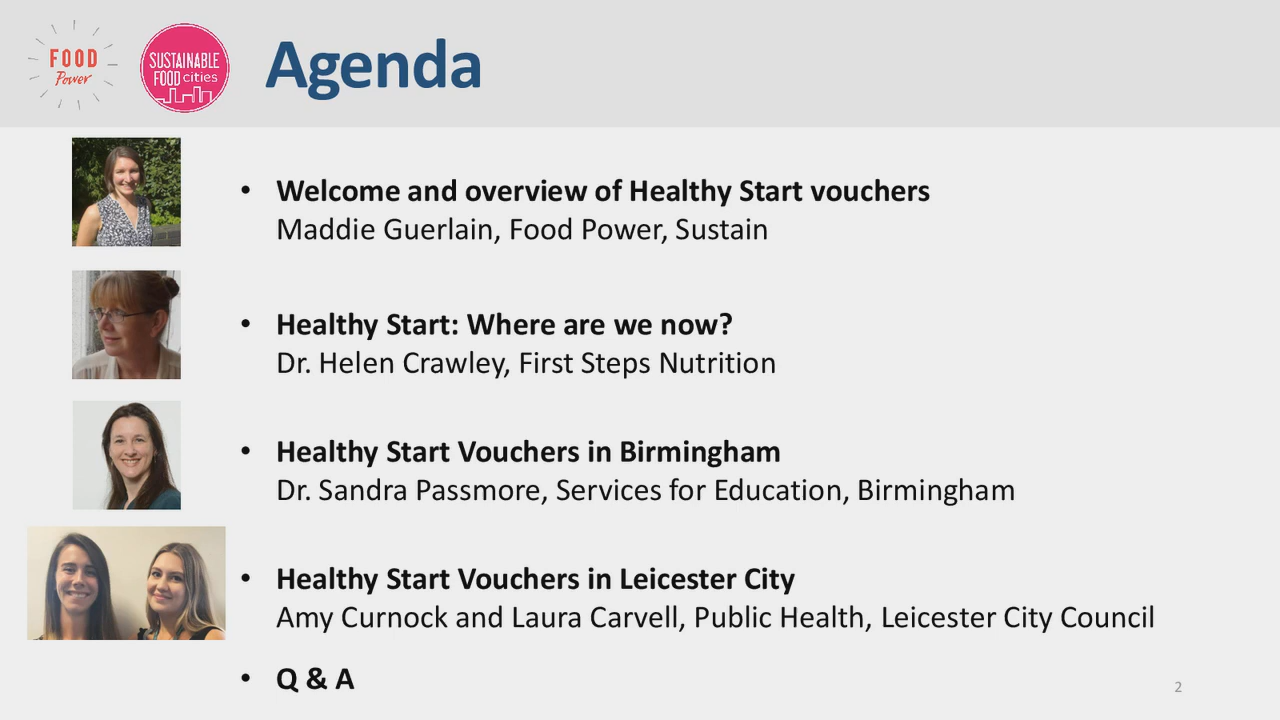 FOOD
Power
SUSTAINABLE
FOOD cities
Agenda
• Welcome and overview of Healthy Start vouchers
Maddie Guerlain, Food Power, Sustain
• Healthy Start: Where are we now?
Dr. Helen Crawley, First Steps Nutrition
• Healthy Start Vouchers in Birmingham
Dr. Sandra Passmore, Services for Education, Birmingham
• Healthy Start Vouchers in Leicester City
Amy Curnock and Laura Carvell, Public Health, Leicester City Council
• Q & A
2